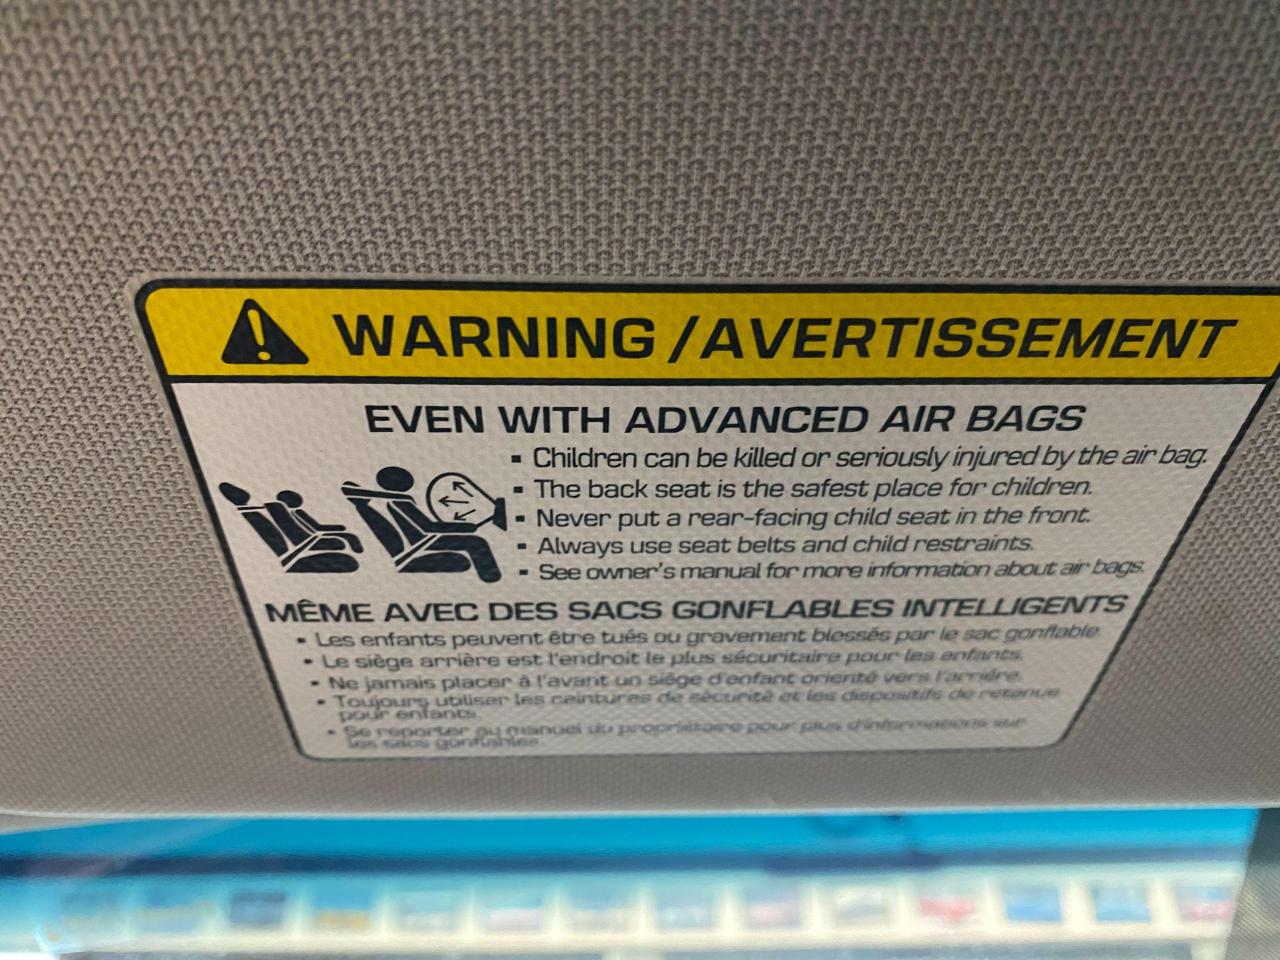 WARNING/AVERTISSEMENT
EVEN WITH ADVANCED AIR BAGS
▪ Children can be killed or seriously injured by the air bag.
▪ The back seat is the safest place for children.
▪ Never put a rear-facing child seat in the front.
▪ Always use seat belts and child restraints.
▪ See owner's manual for more information about air bags.
MÊME AVEC DES SACS GONFLABLES INTELLIGENTS
▪ Les enfants peuvent être tués ou gravement blessés par le sac gonflable
▪ Le siège arrière est l'endroit le plus sécuritaire pour les enfants.
▪ Ne jamais placer à l'avant un siège d'enfant orienté vers l'arrière.
▪ Toujours utiliser les ceintures de sécurité et les dispositifs de retenue
pour enfants.
▪ Se reporter au manuel du propriétaire pour plus d'informations sur
les sacs gonflables